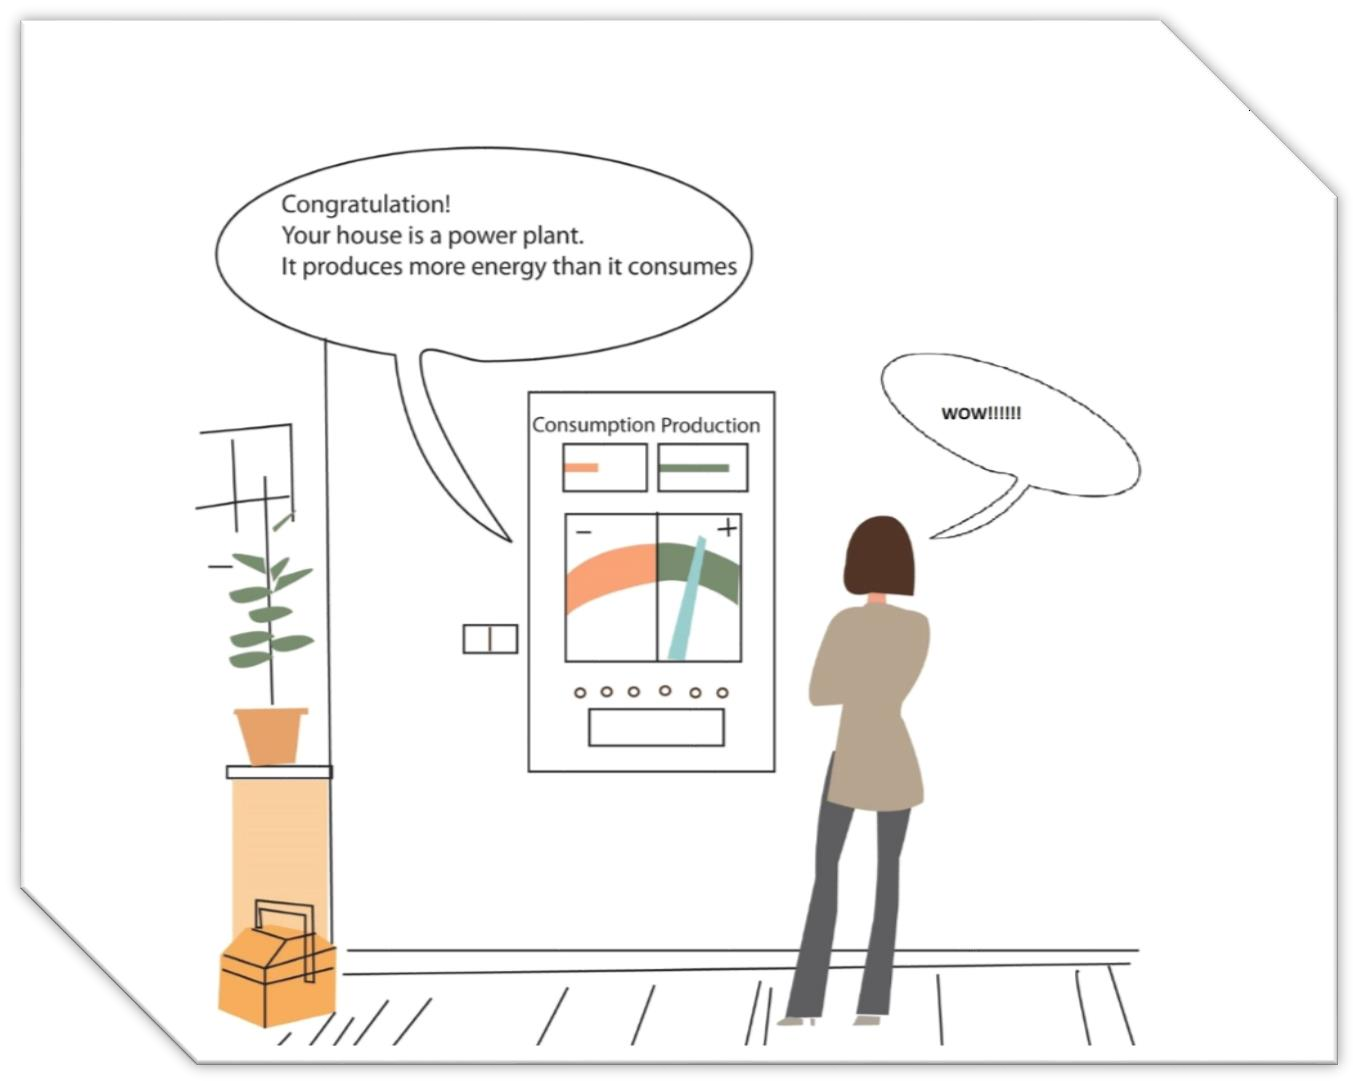 Congratulation!
Your house is a power plant.
It produces more energy than it consumes
wow!!!!!!
Consumption Production
− +